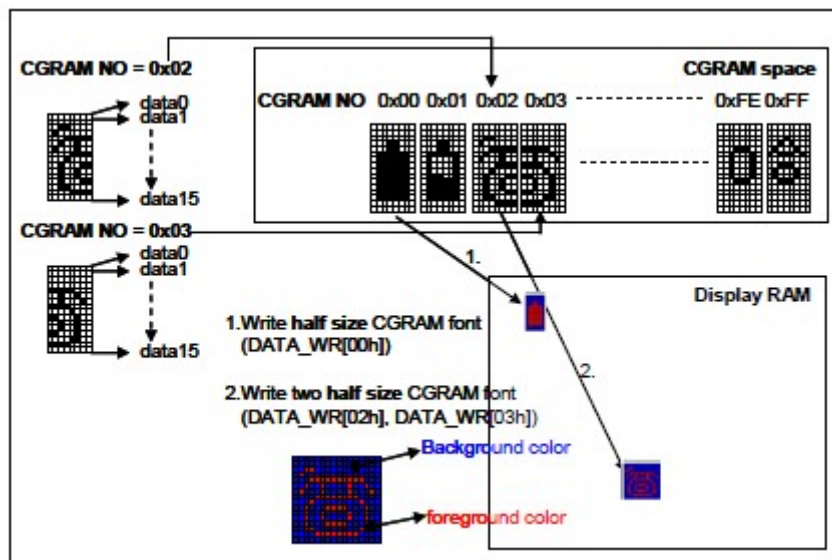 CGRAM NO = 0x02
data0
data1
data15
CGRAM NO = 0x03
data0
data1
data15
CGRAM space
CGRAM NO 0x00 0x01 0x02 0x03 0xFE 0xFF
1.
Display RAM
1.Write half size CGRAM font
(DATA_WR[00h])
2.
2.Write two half size CGRAM font
(DATA_WR[02h], DATA_WR[03h])
Background color
foreground color